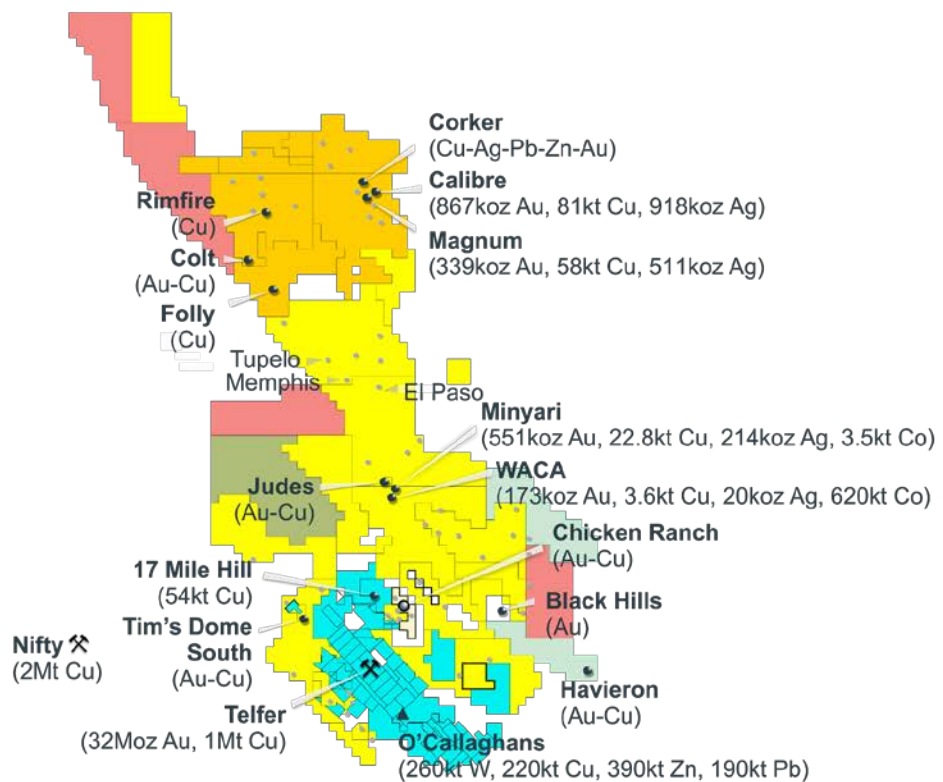 Corker
(Cu-Ag-Pb-Zn-Au)
Calibre
(867koz Au, 81kt Cu, 918koz Ag)
Rimfire
(Cu)
Magnum
(339koz Au, 58kt Cu, 511koz Ag)
Colt
(Au-Cu)
Folly
(Cu)
Tupelo
Memphis
El Paso
Minyari
(551koz Au, 22.8kt Cu, 214koz Ag, 3.5kt Co)
WACA
(173koz Au, 3.6kt Cu, 20koz Ag, 620kt Co)
Judes
(Au-Cu)
Chicken Ranch
(Au-Cu)
17 Mile Hill
(54kt Cu)
Black Hills
(Au)
Tim's Dome
South
(Au-Cu)
Nifty
(2Mt Cu)
Havieron
(Au-Cu)
Telfer
(32Moz Au, 1Mt Cu)
O'Callaghans
(260kt W, 220kt Cu, 390kt Zn, 190kt Pb)